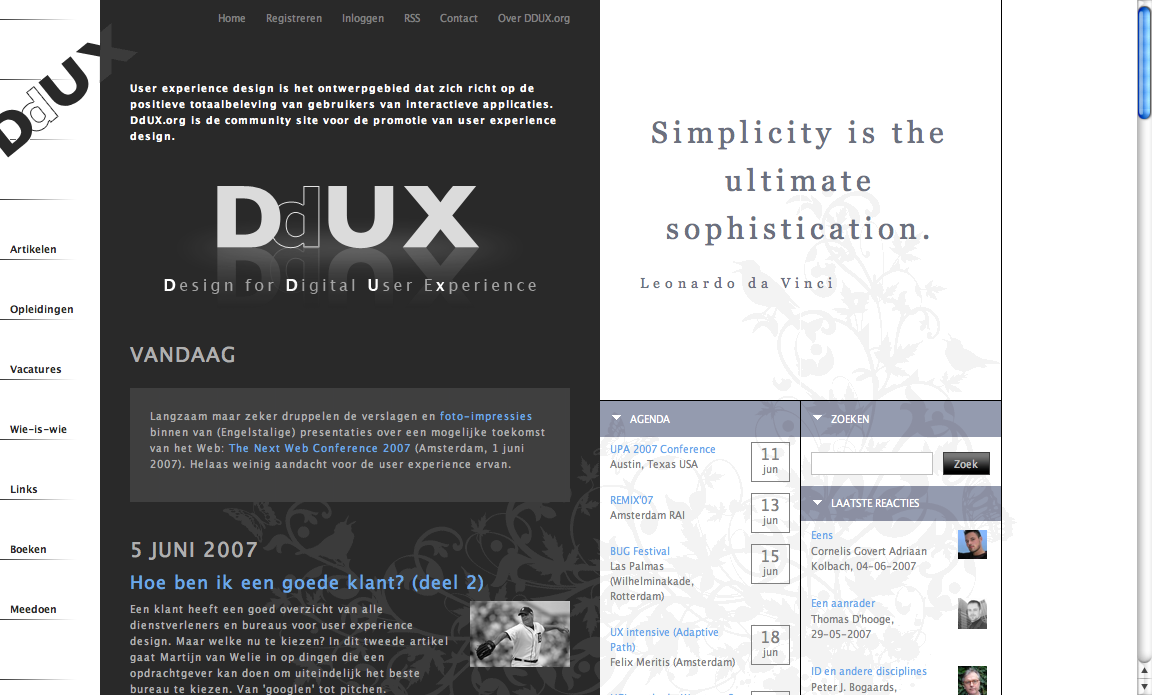 Home Registreren Inloggen RSS Contact Over DDUX.org
DdUX
Artikelen
Opleidingen
Vacatures
Wie-is-wie
Links
Boeken
Meedoen
User experience design is het ontwerpgebied dat zich richt op de
positieve totaalbeleving van gebruikers van interactieve applicaties.
DdUX.org is de community site voor de promotie van user experience
design.
DdUX
Design for Digital User Experience
VANDAAG
Langzaam maar zeker druppelen de verslagen en foto-impressies
binnen van (Engelstalige) presentaties over een mogelijke toekomst
van het Web: The Next Web Conference 2007 (Amsterdam, 1 juni
2007). Helaas weinig aandacht voor de user experience ervan.
5 JUNI 2007
Hoe ben ik een goede klant? (deel 2)
Een klant heeft een goed overzicht van alle
dienstverleners en bureaus voor user experience
design. Maar welke nu te kiezen? In dit tweede artikel
gaat Martijn van Welie in op dingen die een
opdrachtgever kan doen om uiteindelijk het beste
bureau te kiezen. Van 'googlen' tot pitchen.
Simplicity is the
ultimate
sophistication.
Leonardo da Vinci
AGENDA
UPA 2007 Conference
Austin, Texas USA
11
jun
REMIX'07
Amsterdam RAI
13
jun
BUG Festival
Las Palmas
(Wilhelminakade,
Rotterdam)
15
jun
UX intensive (Adaptive
Path)
Felix Meritis (Amsterdam)
18
jun
ZOEKEN
Zoek
LAATSTE REACTIES
Eens
Cornelis Govert Adriaan
Kolbach, 04-06-2007
Een aanrader
Thomas D'hooge,
29-05-2007
ID en andere disciplines
Peter J. Bogaards,